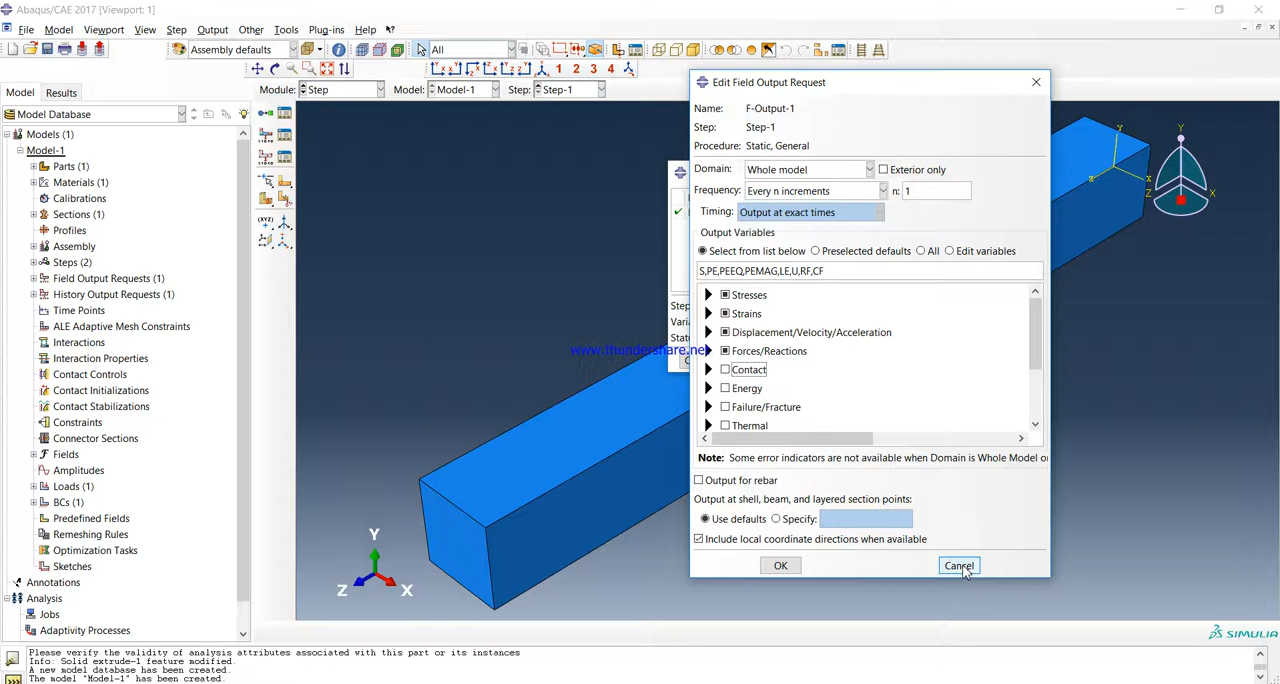 Abaqus/CAE 2017 [Viewport: 1]
File Model Viewport View Step Output Other Tools Plug-ins Help
Assembly defaults All
1 2 3 4
Model Results Module: Step Model: Model-1 Step: Step-1
Model Database
Models (1)
Model-1
Parts (1)
Materials (1)
Calibrations
Sections (1)
Profiles
Assembly
Steps (2)
Field Output Requests (1)
History Output Requests (1)
Time Points
ALE Adaptive Mesh Constraints
Interactions
Interaction Properties
Contact Controls
Contact Initializations
Contact Stabilizations
Constraints
Connector Sections
Fields
Amplitudes
Loads (1)
BCs (1)
Predefined Fields
Remeshing Rules
Optimization Tasks
Sketches
Annotations
Analysis
Jobs
Adaptivity Processes
Step
Varia
Statu
www.thundershare.net
Edit Field Output Request
Name: F-Output-1
Step: Step-1
Procedure: Static, General
Domain: Whole model Exterior only
Frequency: Every n increments n: 1
Timing: Output at exact times
Output Variables
Select from list below Preselected defaults All Edit variables
S,PE,PEEQ,PEMAG,LE,U,RF,CF
Stresses
Strains
Displacement/Velocity/Acceleration
Forces/Reactions
Contact
Energy
Failure/Fracture
Thermal
Note: Some error indicators are not available when Domain is Whole Model or
Output for rebar
Output at shell, beam, and layered section points:
Use defaults Specify:
Include local coordinate directions when available
OK Cancel
Y
Z X
Y
Z X
Y
Z X
SIMULIA
Please verify the validity of analysis attributes associated with this part or its instances
Info: Solid extrude-1 feature modified.
A new model database has been created.
The model "Model-1" has been created.